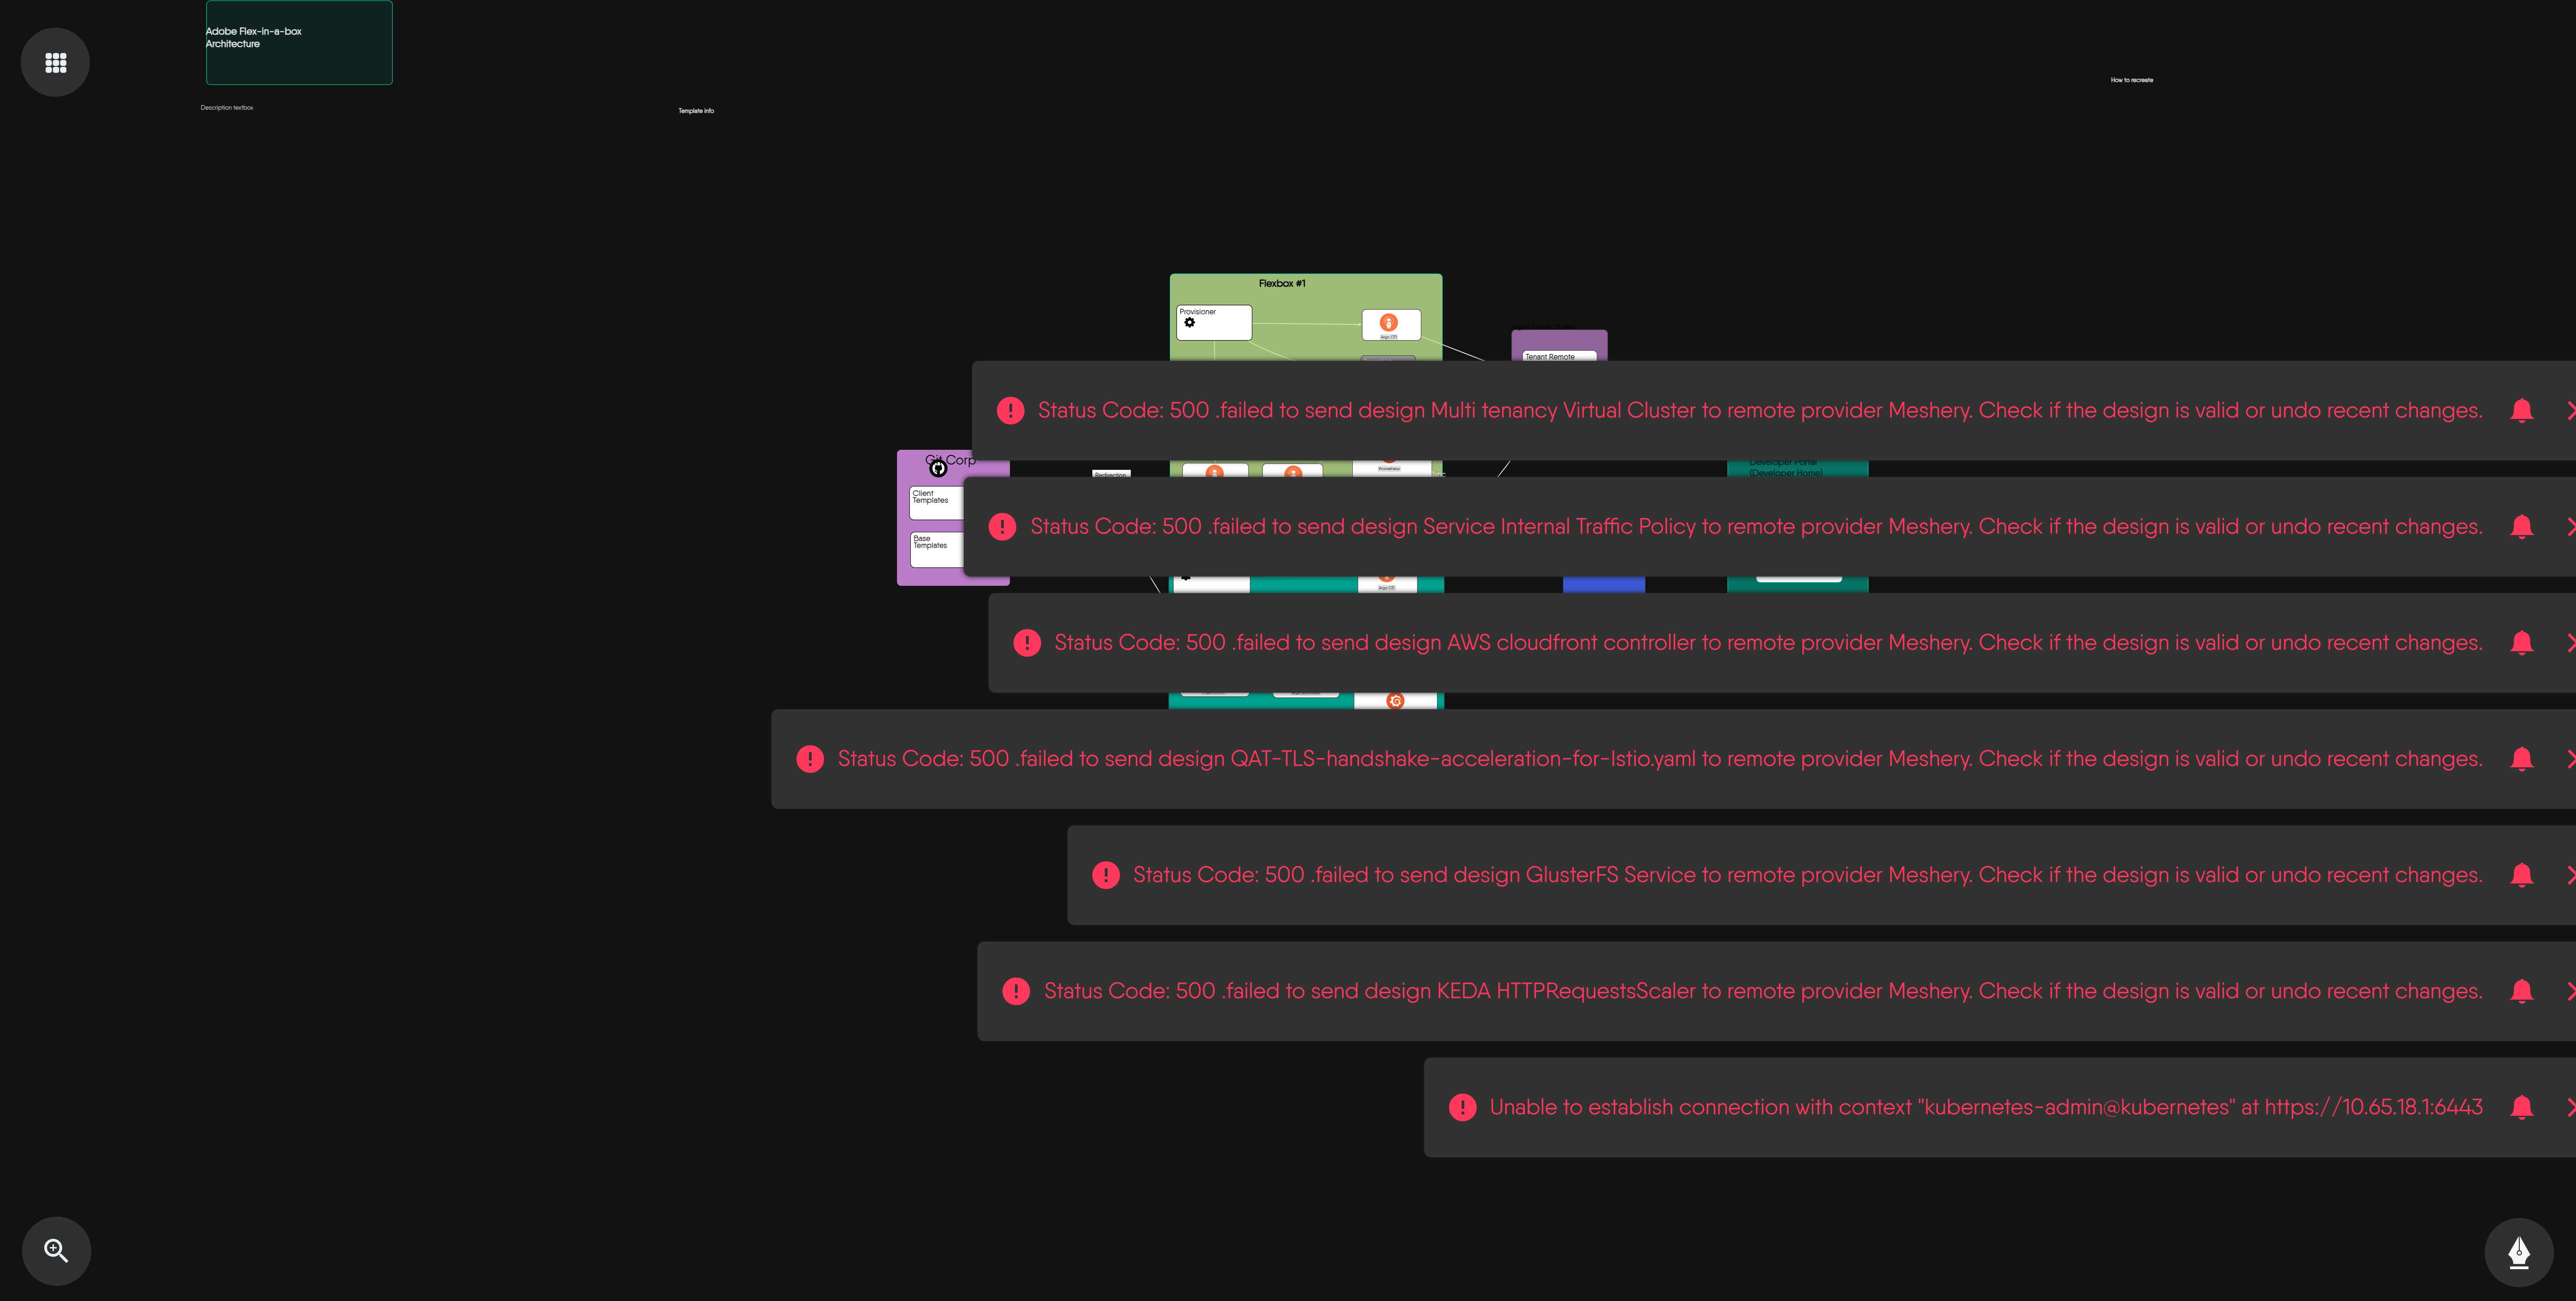 Adobe Flex-in-a-box
Architecture
How to recreate
Description textbox
Template info
Flexbox #1
Provisioner
Argo CD
Tenant Remote
Status Code: 500 .failed to send design Multi tenancy Virtual Cluster to remote provider Meshery. Check if the design is valid or undo recent changes.
Git Corp
Developer Portal
(Developer Home)
Prometheus
Redirection
Sync
Client
Templates
Status Code: 500 .failed to send design Service Internal Traffic Policy to remote provider Meshery. Check if the design is valid or undo recent changes.
Base
Templates
Argo CD
Status Code: 500 .failed to send design AWS cloudfront controller to remote provider Meshery. Check if the design is valid or undo recent changes.
Status Code: 500 .failed to send design QAT-TLS-handshake-acceleration-for-Istio.yaml to remote provider Meshery. Check if the design is valid or undo recent changes.
Status Code: 500 .failed to send design GlusterFS Service to remote provider Meshery. Check if the design is valid or undo recent changes.
Status Code: 500 .failed to send design KEDA HTTPRequestsScaler to remote provider Meshery. Check if the design is valid or undo recent changes.
Unable to establish connection with context "kubernetes-admin@kubernetes" at https://10.65.18.1:6443